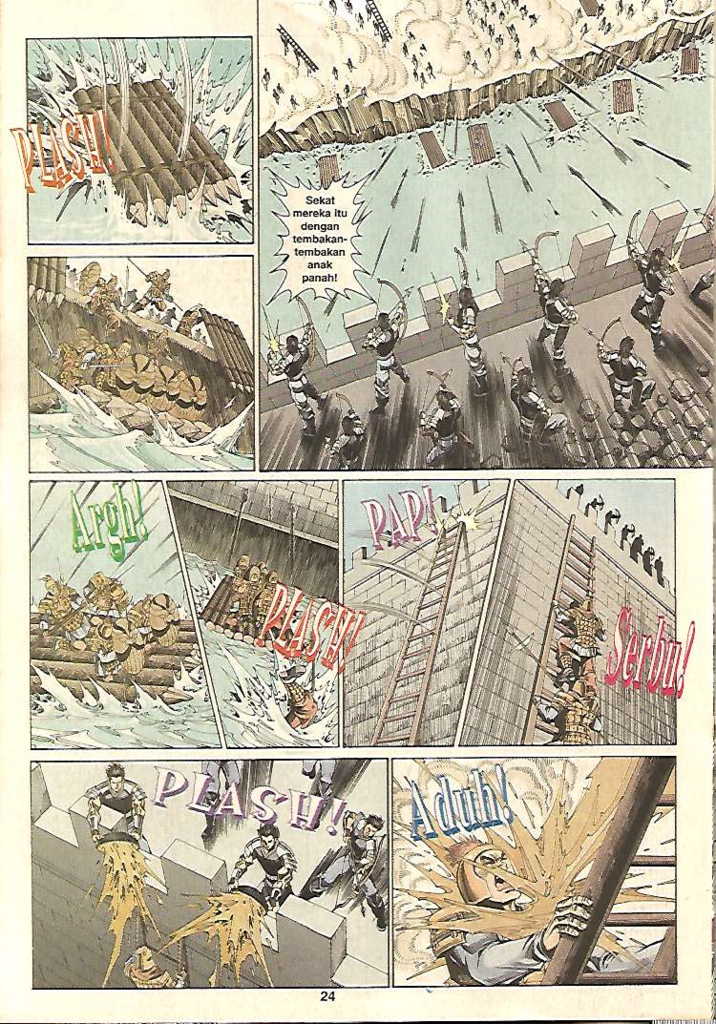 PLASH!
Sekat
mereka itu
dengan
tembakan-
tembakan
anak
panah!
Argh!
PLASH!
PAP!
Serbu!
PLASH!
Aduh!
24